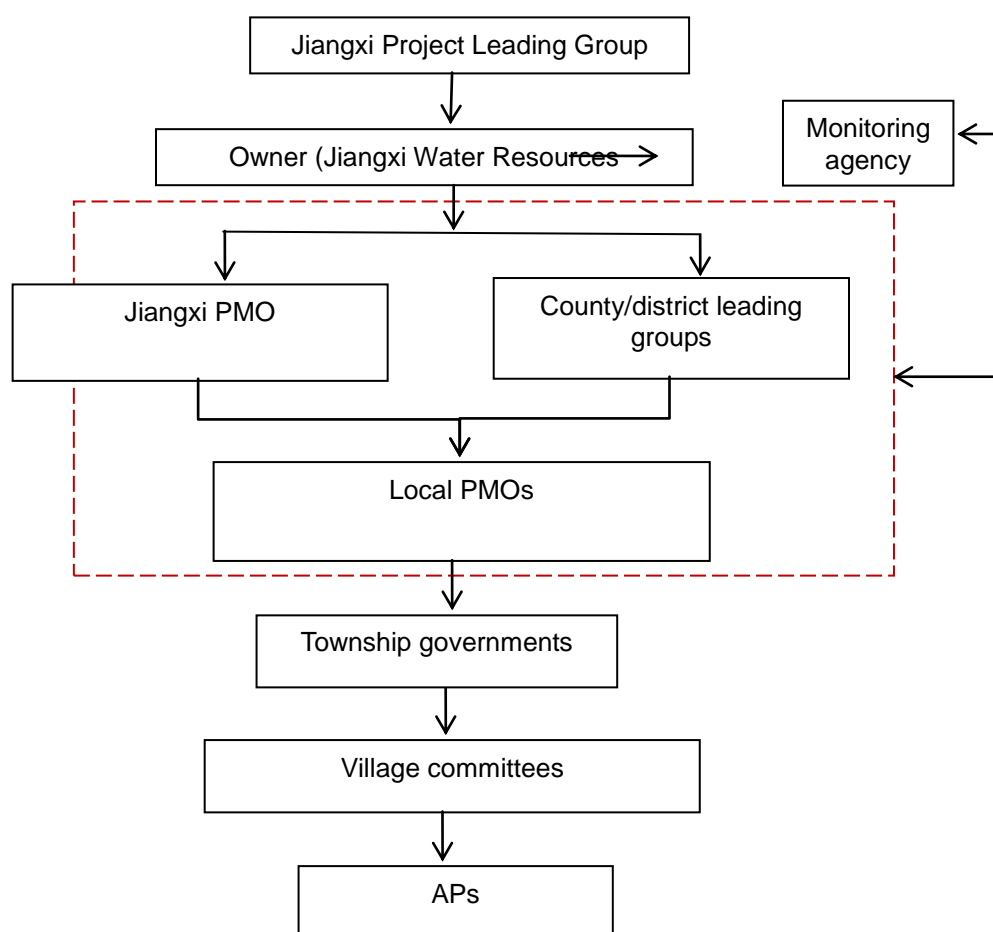 Jiangxi Project Leading Group
Monitoring
agency
Owner (Jiangxi Water Resources
Jiangxi PMO
County/district leading
groups
Local PMOs
Township governments
Village committees
APs